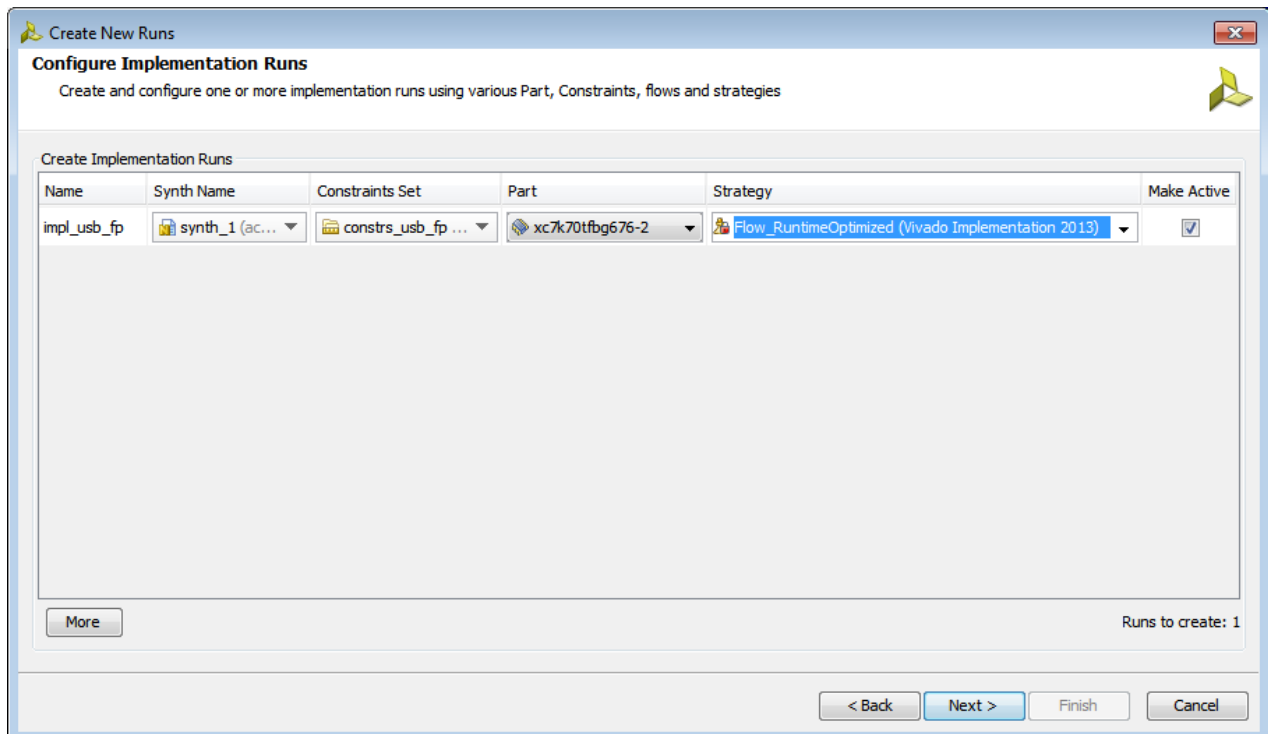 Create New Runs
Configure Implementation Runs
Create and configure one or more implementation runs using various Part, Constraints, flows and strategies
Create Implementation Runs
Name Synth Name Constraints Set Part Strategy Make Active
impl_usb_fp synth_1 (ac... constrs_usb_fp ... xc7k70tfbg676-2 Flow_RuntimeOptimized (Vivado Implementation 2013)
More Runs to create: 1
< Back Next > Finish Cancel